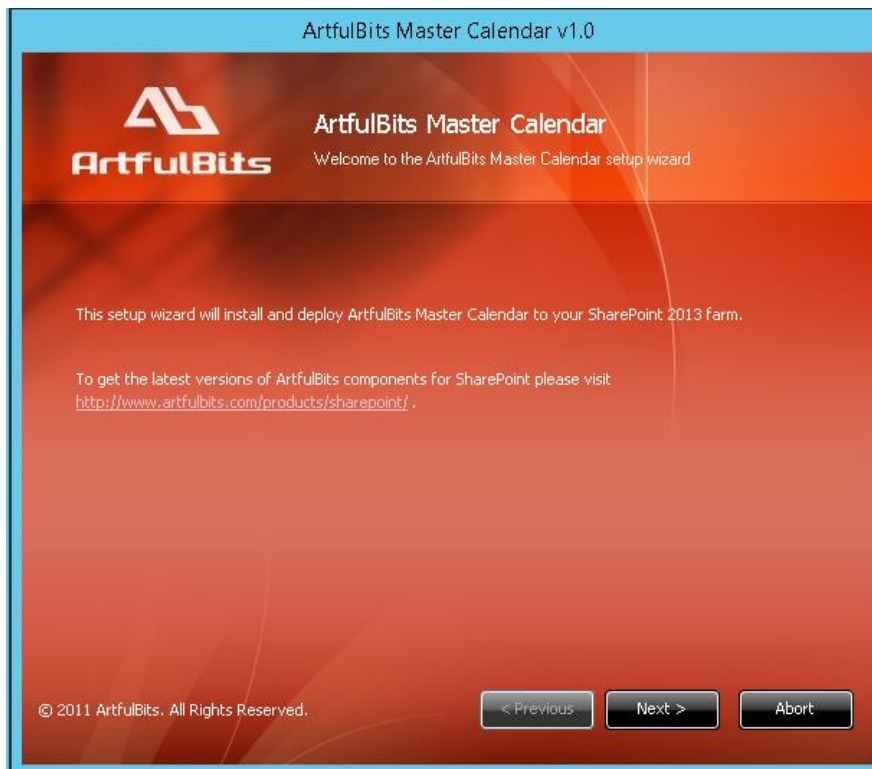 ArtfulBits Master Calendar v1.0
ArtfulBits
ArtfulBits Master Calendar
Welcome to the ArtfulBits Master Calendar setup wizard
This setup wizard will install and deploy ArtfulBits Master Calendar to your SharePoint 2013 farm.
To get the latest versions of ArtfulBits components for SharePoint please visit
http://www.artfulbits.com/products/sharepoint/ .
© 2011 ArtfulBits. All Rights Reserved.
< Previous
Next >
Abort